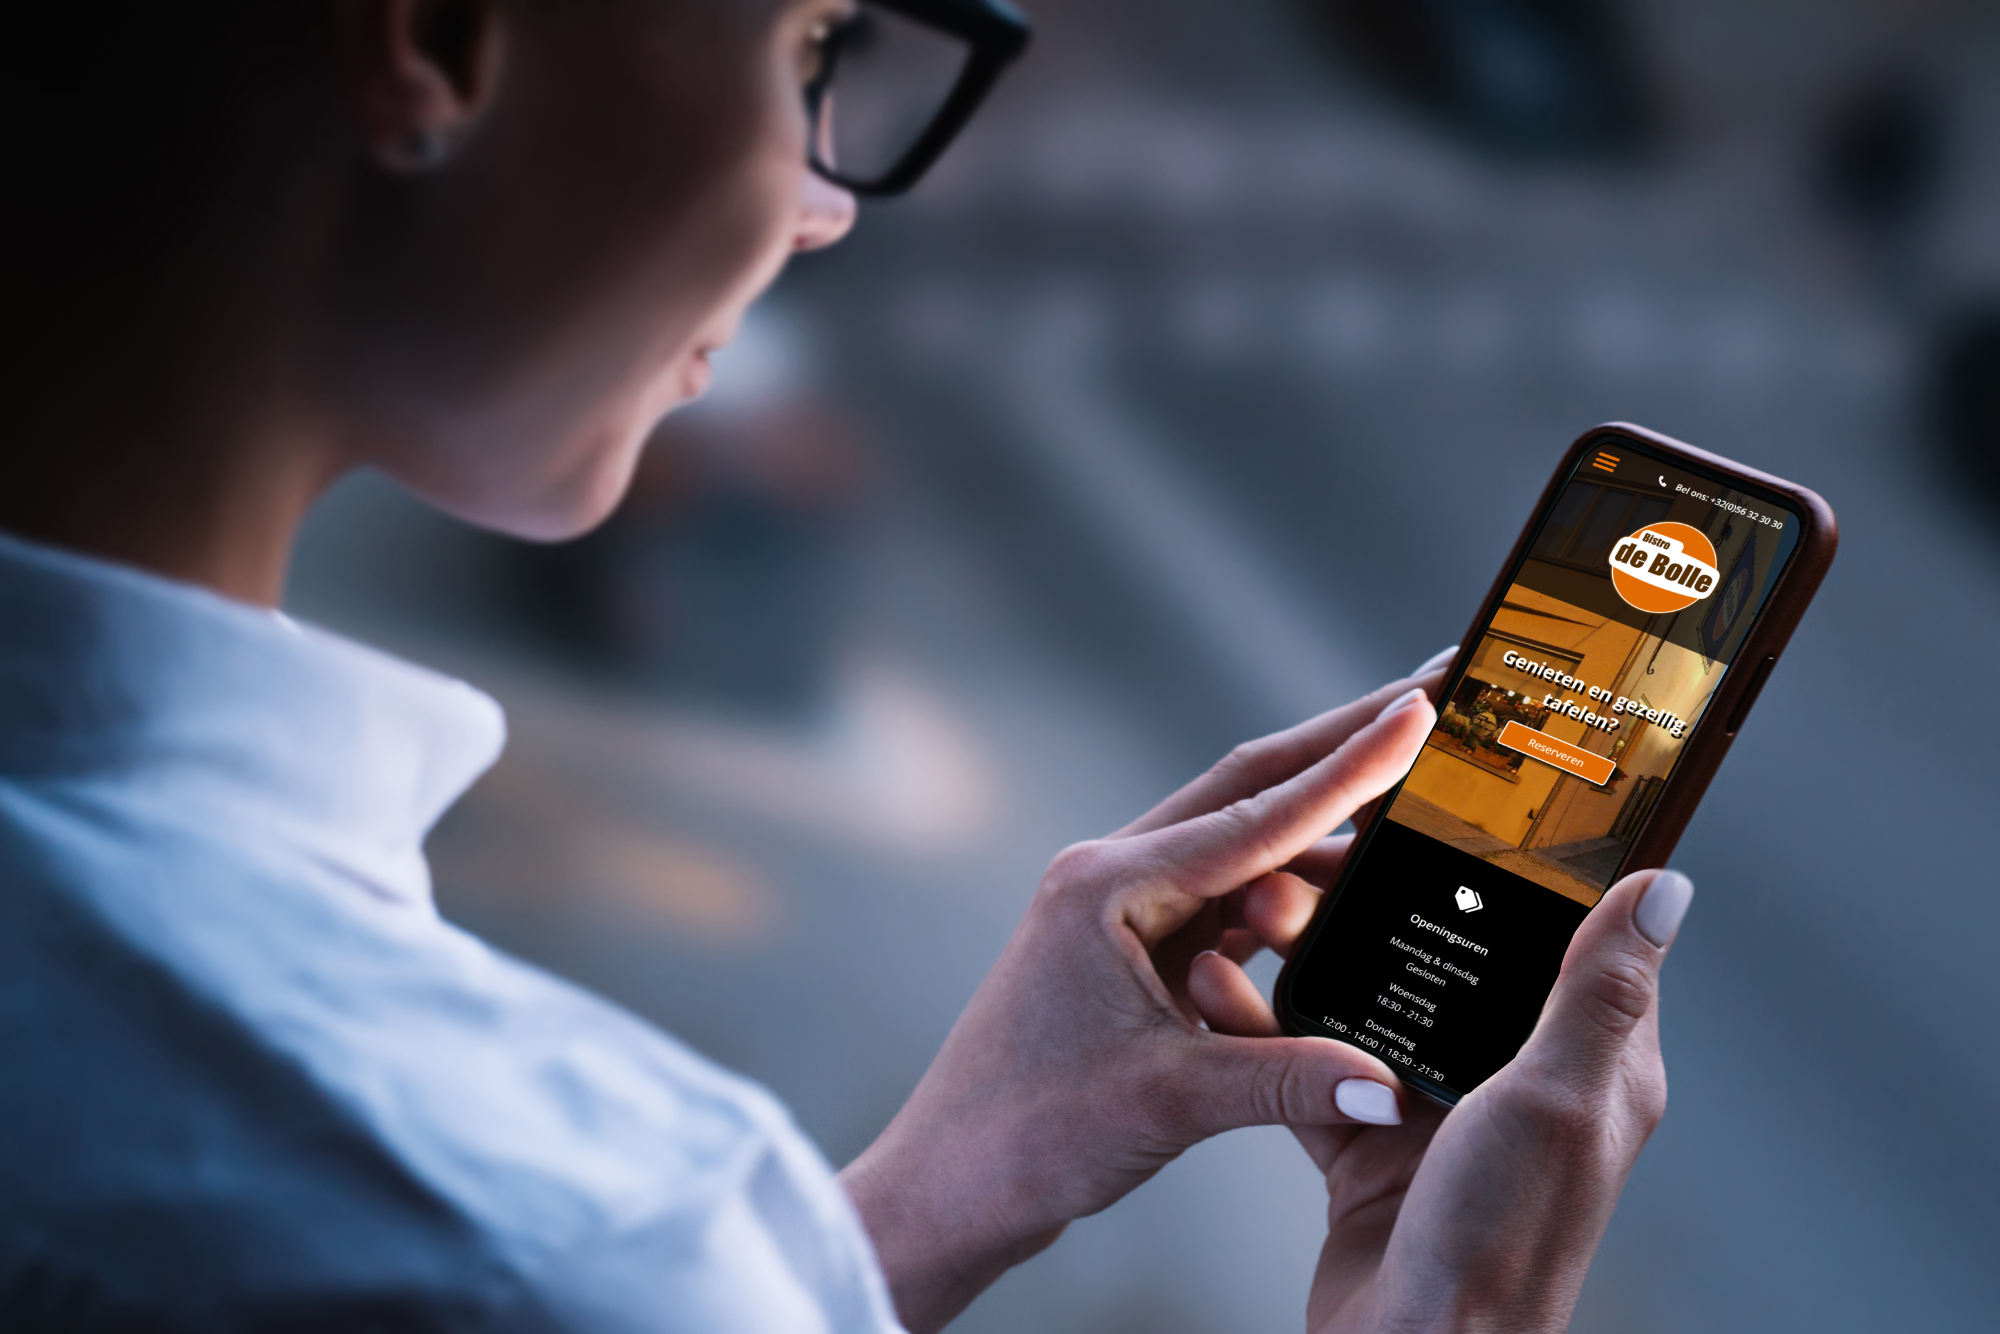 Bel ons: +32(0)56 32 30 30
Bistro
de Bolle
Genieten en gezellig
tafelen?
Reserveren
Openingsuren
Maandag & dinsdag
Gesloten
Woensdag
18:30 - 21:30
Donderdag
12:00 - 14:00 | 18:30 - 21:30